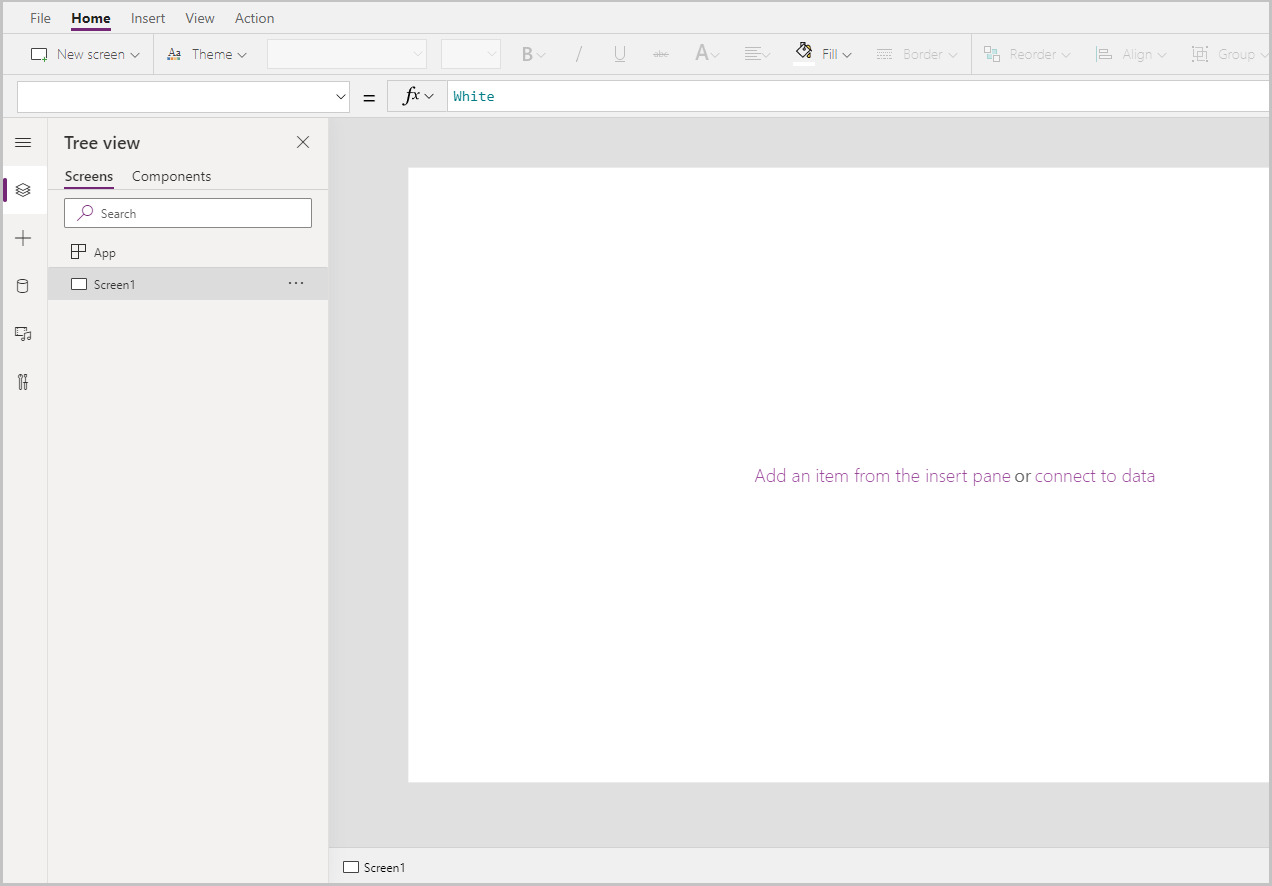 File Home Insert View Action
New screen Aa Theme B / U abc A Fill Border Reorder Align Group
= fx White
Tree view
Screens Components
Search
App
Screen1 ...
Add an item from the insert pane or connect to data
Screen1